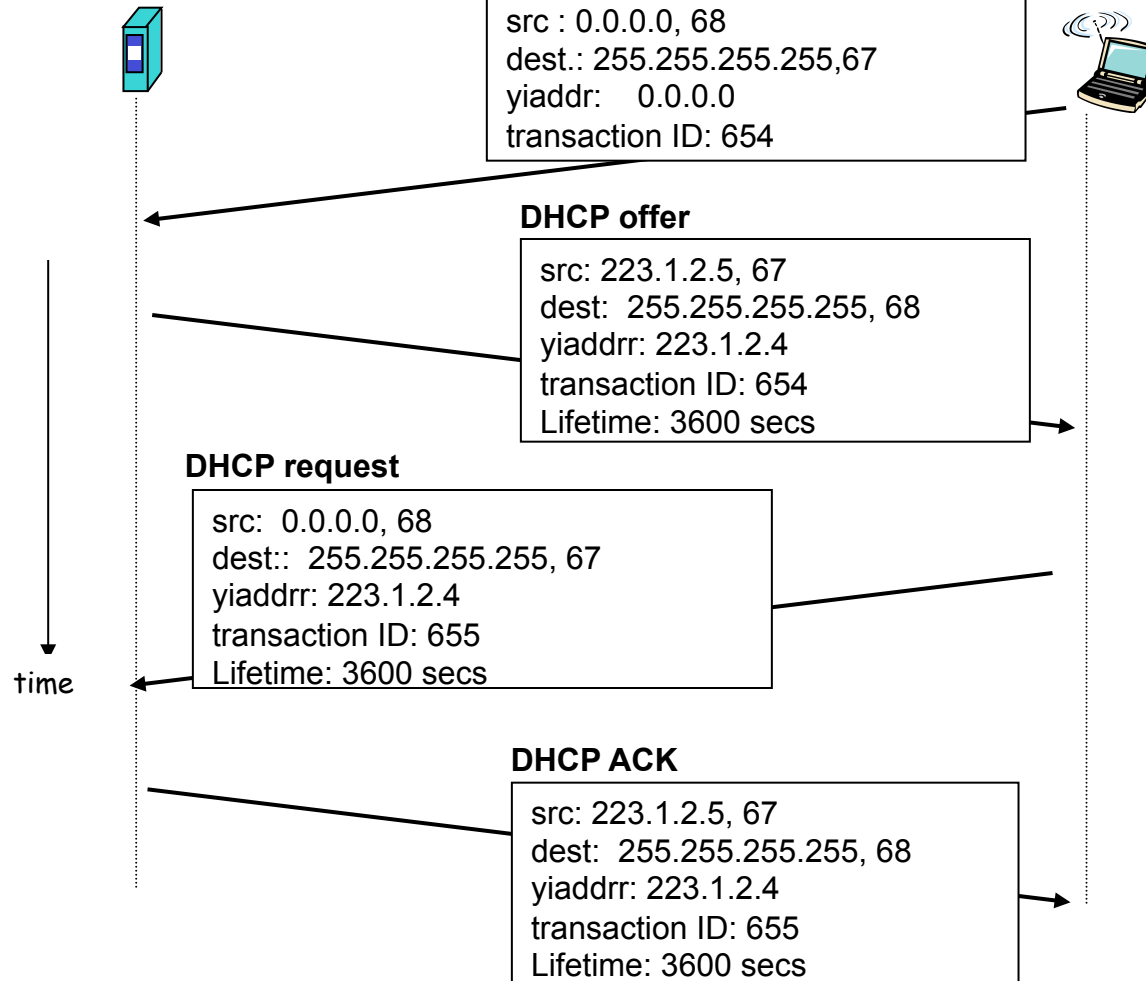 src : 0.0.0.0, 68
dest.: 255.255.255.255,67
yiaddr: 0.0.0.0
transaction ID: 654
DHCP offer
src: 223.1.2.5, 67
dest: 255.255.255.255, 68
yiaddrr: 223.1.2.4
transaction ID: 654
Lifetime: 3600 secs
DHCP request
src: 0.0.0.0, 68
dest:: 255.255.255.255, 67
yiaddrr: 223.1.2.4
transaction ID: 655
Lifetime: 3600 secs
time
DHCP ACK
src: 223.1.2.5, 67
dest: 255.255.255.255, 68
yiaddrr: 223.1.2.4
transaction ID: 655
Lifetime: 3600 secs